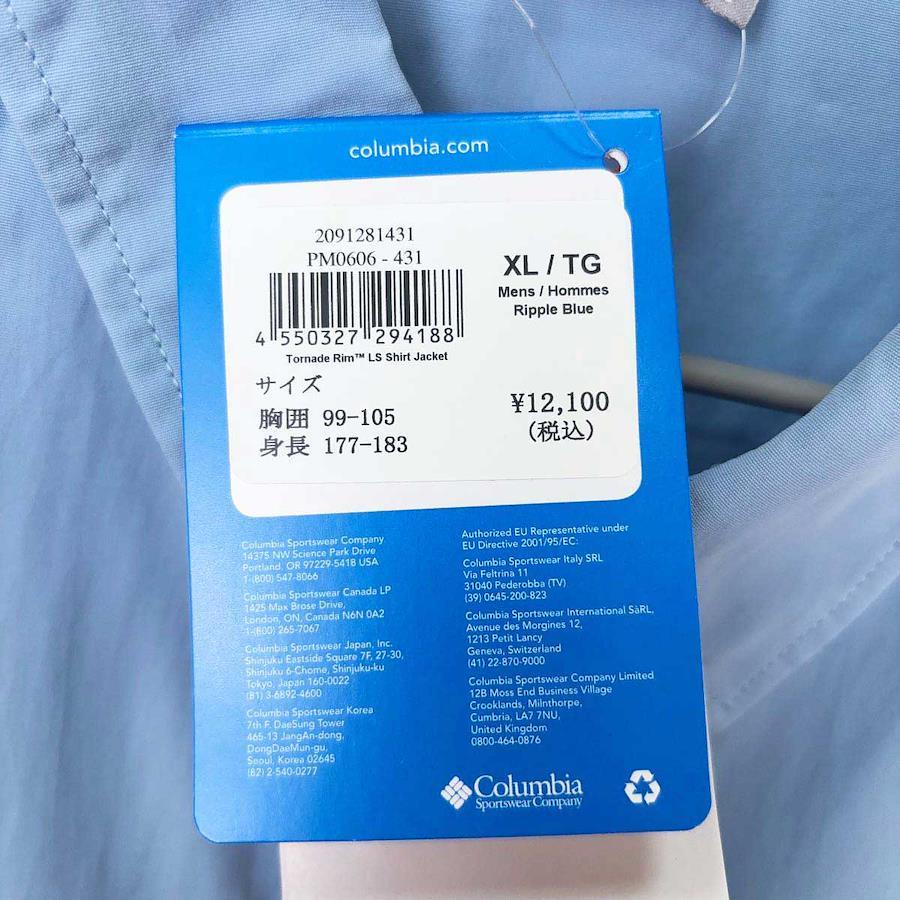 columbia.com
2091281431
PM0606 - 431
4 550327 294188
Tornade Rim™ LS Shirt Jacket
XL / TG
Mens / Hommes
Ripple Blue
サイズ
胸囲 99-105
身長 177-183
¥12,100
(税込)
Columbia Sportswear Company
14375 NW Science Park Drive
Portland, OR 97229-5418 USA
1-(800) 547-8066
Columbia Sportswear Canada LP
1425 Max Brose Drive,
London, ON, Canada N6N 0A2
1-(800) 265-7067
Columbia Sportswear Japan, Inc.
Shinjuku Eastside Square 7F, 27-30,
Shinjuku 6-Chome, Shinjuku-ku
Tokyo, Japan 160-0022
(81) 3-6892-4600
Columbia Sportswear Korea
7th F. DaeSung Tower
465-13 JangAn-dong,
DongDaeMun-gu,
Seoul, Korea 02645
(82) 2-540-0277
Authorized EU Representative under
EU Directive 2001/95/EC:
Columbia Sportswear Italy SRL
Via Feltrina 11
31040 Pederobba (TV)
(39) 0645-200-823
Columbia Sportswear International SàRL,
Avenue des Morgines 12,
1213 Petit Lancy
Geneva, Switzerland
(41) 22-870-9000
Columbia Sportswear Company Limited
12B Moss End Business Village
Crooklands, Milnthorpe,
Cumbria, LA7 7NU,
United Kingdom
0800-464-0876
Columbia
Sportswear Company